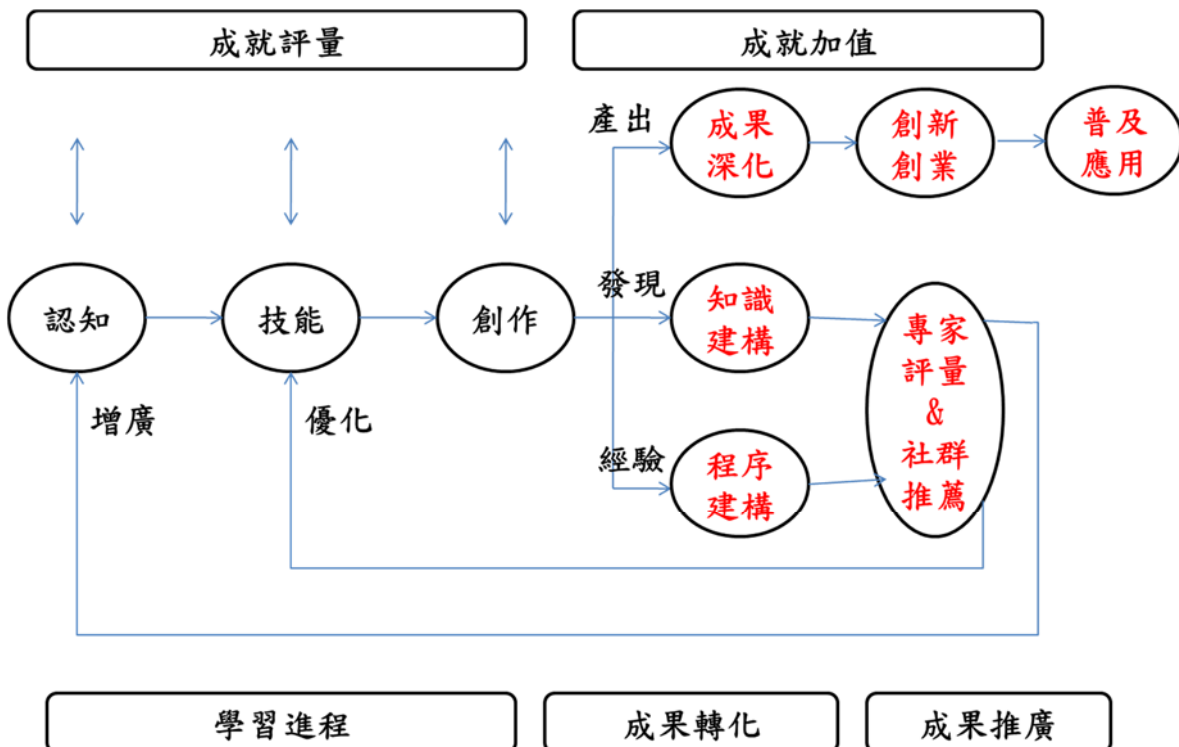 成就評量
成就加值
產出
成果
深化
創新
創業
普及
應用
認知
技能
創作
發現
知識
建構
專家
評量
&
社群
推薦
增廣
優化
經驗
程序
建構
學習進程
成果轉化
成果推廣